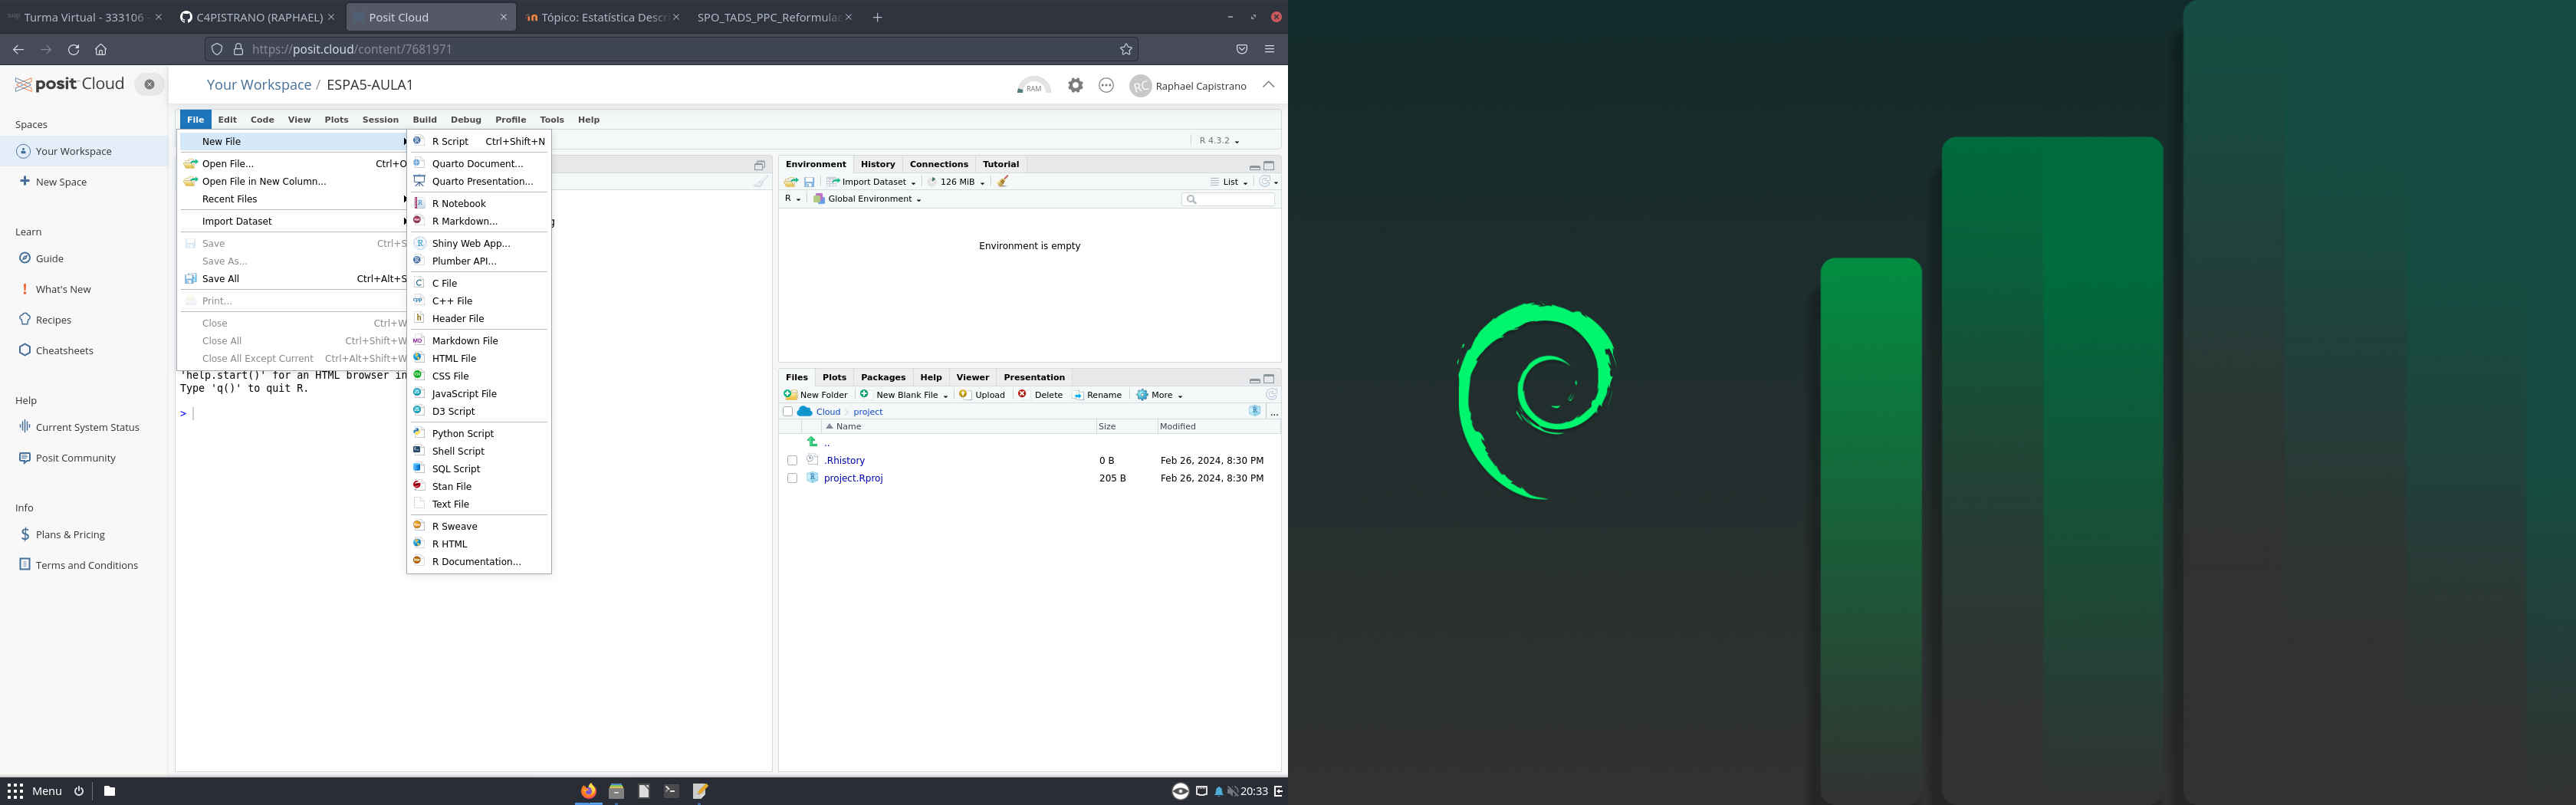 Turma Virtual - 333106
C4PISTRANO (RAPHAEL)
Posit Cloud
Tópico: Estatística Descr
SPO_TADS_PPC_Reformulac
https://posit.cloud/content/7681971
posit Cloud
Your Workspace / ESPA5-AULA1
RAM
RC
Raphael Capistrano
Spaces
Your Workspace
New Space
Learn
Guide
What's New
Recipes
Cheatsheets
Help
Current System Status
Posit Community
Info
Plans & Pricing
Terms and Conditions
File Edit Code View Plots Session Build Debug Profile Tools Help
R 4.3.2
New File
Open File... Ctrl+O
Open File in New Column...
Recent Files
Import Dataset
Save Ctrl+S
Save As...
Save All Ctrl+Alt+S
Print...
Close Ctrl+W
Close All Ctrl+Shift+W
Close All Except Current Ctrl+Alt+Shift+W
R Script Ctrl+Shift+N
Quarto Document...
Quarto Presentation...
R Notebook
R Markdown...
Shiny Web App...
Plumber API...
C File
C++ File
Header File
Markdown File
HTML File
CSS File
JavaScript File
D3 Script
Python Script
Shell Script
SQL Script
Stan File
Text File
R Sweave
R HTML
R Documentation...
'help.start()' for an HTML browser in
Type 'q()' to quit R.
>
Environment History Connections Tutorial
Import Dataset 126 MiB List
R Global Environment
Environment is empty
Files Plots Packages Help Viewer Presentation
New Folder New Blank File Upload Delete Rename More
Cloud project ...
Name Size Modified
..
.Rhistory 0 B Feb 26, 2024, 8:30 PM
project.Rproj 205 B Feb 26, 2024, 8:30 PM
Menu
20:33